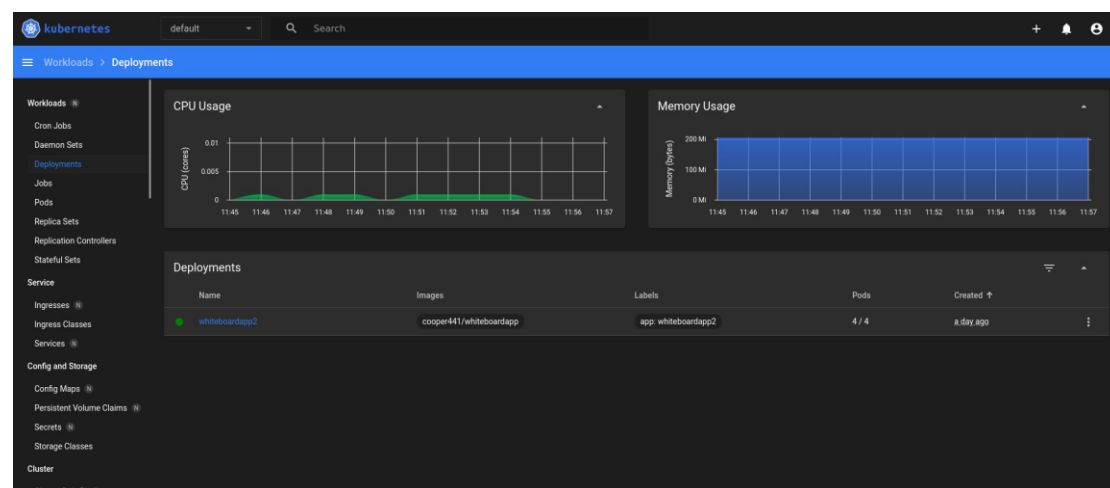 kubernetes
default
Search
Workloads > Deployments
Workloads N
Cron Jobs
Daemon Sets
Deployments
Jobs
Pods
Replica Sets
Replication Controllers
Stateful Sets
Service
Ingresses N
Ingress Classes
Services N
Config and Storage
Config Maps N
Persistent Volume Claims N
Secrets N
Storage Classes
Cluster
CPU Usage
CPU (cores)
0.01
0.005
0
11:45 11:46 11:47 11:48 11:49 11:50 11:51 11:52 11:53 11:54 11:55 11:56 11:57
Memory Usage
Memory (bytes)
200 Mi
100 Mi
0 Mi
11:45 11:46 11:47 11:48 11:49 11:50 11:51 11:52 11:53 11:54 11:55 11:56 11:57
Deployments
Name Images Labels Pods Created ↑
whiteboardapp2 cooper441/whiteboardapp app: whiteboardapp2 4 / 4 a day ago